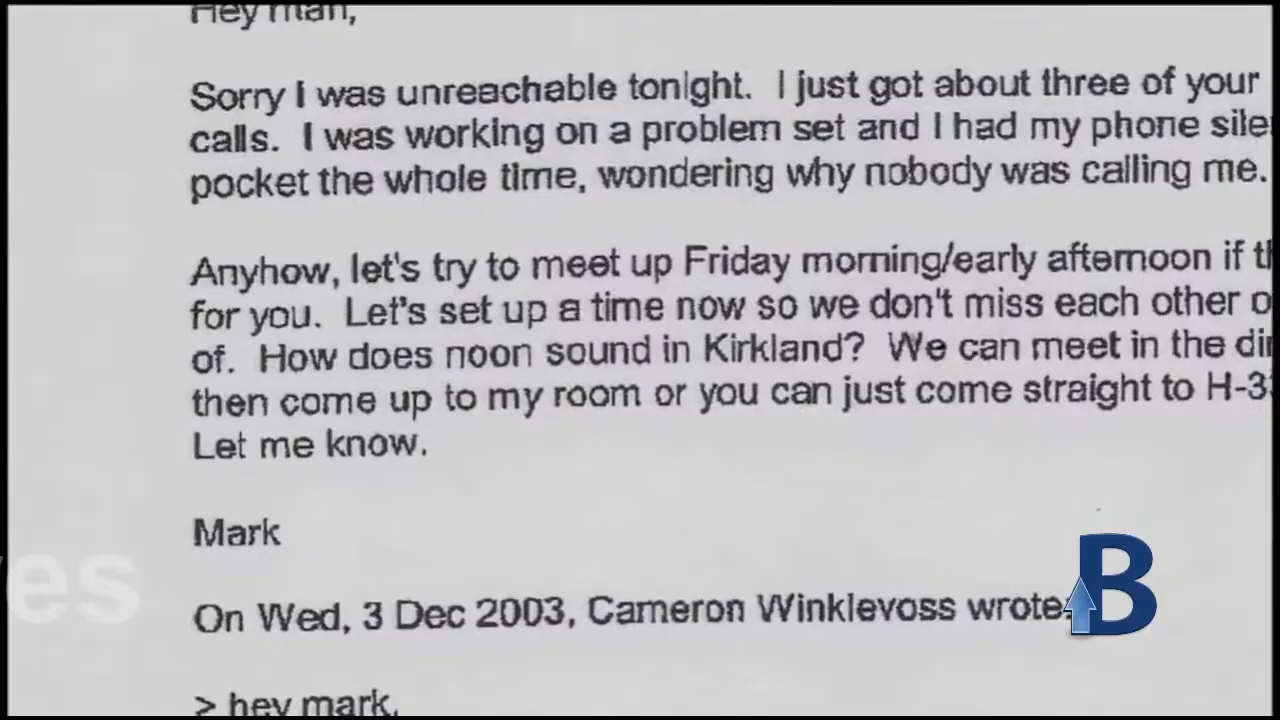 Hey man,
Sorry I was unreachable tonight.  I just got about three of your
calls.  I was working on a problem set and I had my phone sile
pocket the whole time, wondering why nobody was calling me.
Anyhow, let's try to meet up Friday morning/early afternoon if th
for you.  Let's set up a time now so we don't miss each other o
of.  How does noon sound in Kirkland?  We can meet in the di
then come up to my room or you can just come straight to H-3
Let me know.
Mark
On Wed, 3 Dec 2003, Cameron Winklevoss wrote:
> hey mark,
es
B